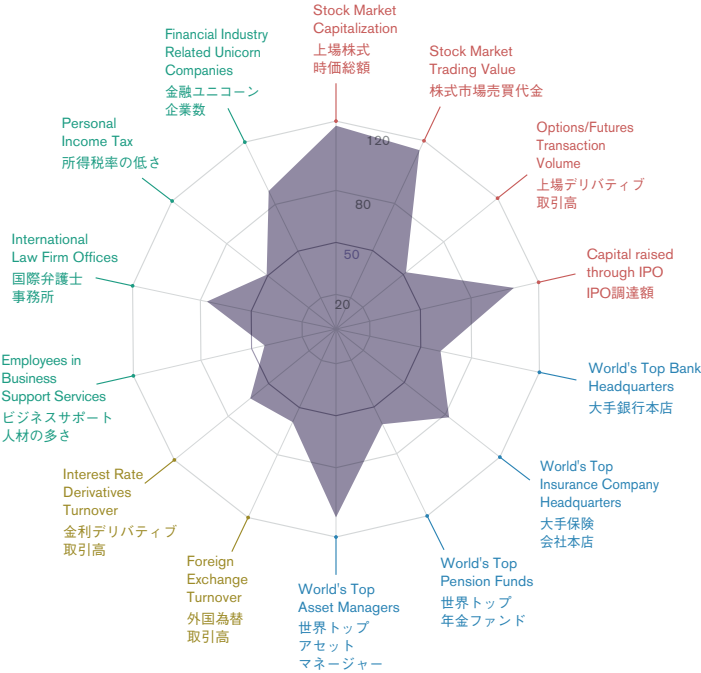 Stock Market
Capitalization
上場株式
時価総額
Stock Market
Trading Value
株式市場売買代金
Options/Futures
Transaction
Volume
上場デリバティブ
取引高
Capital raised
through IPO
IPO調達額
World's Top Bank
Headquarters
大手銀行本店
World's Top
Insurance Company
Headquarters
大手保険
会社本店
World's Top
Pension Funds
世界トップ
年金ファンド
World's Top
Asset Managers
世界トップ
アセット
マネージャー
Foreign
Exchange
Turnover
外国為替
取引高
Interest Rate
Derivatives
Turnover
金利デリバティブ
取引高
Employees in
Business
Support Services
ビジネスサポート
人材の多さ
International
Law Firm Offices
国際弁護士
事務所
Personal
Income Tax
所得税率の低さ
Financial Industry
Related Unicorn
Companies
金融ユニコーン
企業数
120
80
50
20